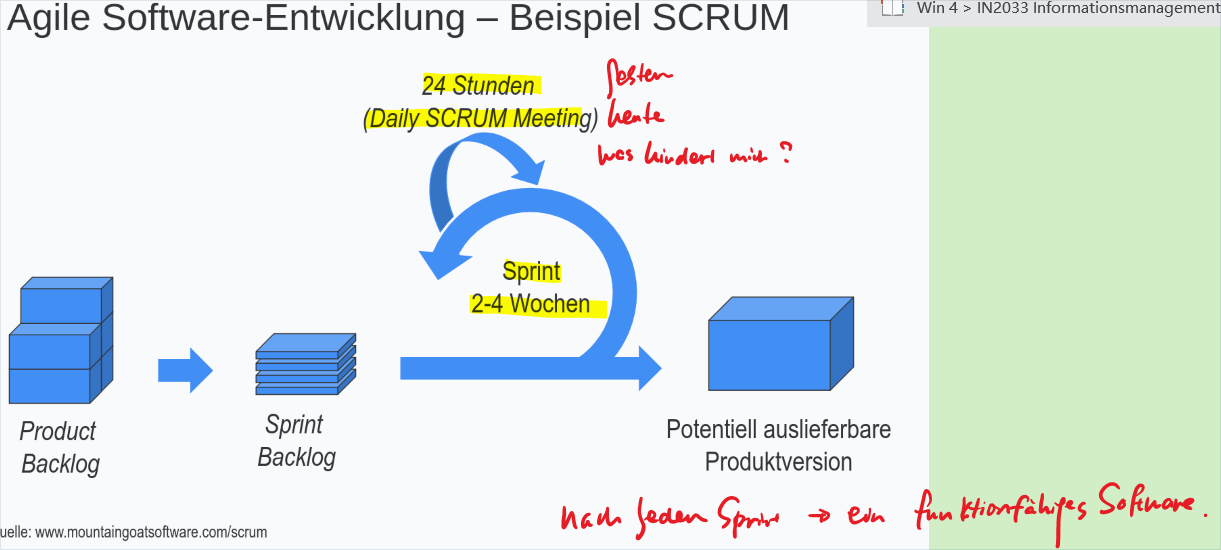 Agile Software-Entwicklung – Beispiel SCRUM
Win 4 > IN2033 Informationsmanagement
24 Stunden
(Daily SCRUM Meeting)
gestern
heute
was hindert mich ?
Sprint
2-4 Wochen
Product
Backlog
Sprint
Backlog
Potentiell auslieferbare
Produktversion
nach jeden Sprint → ein funktionfähiges Software.
uelle: www.mountaingoatsoftware.com/scrum